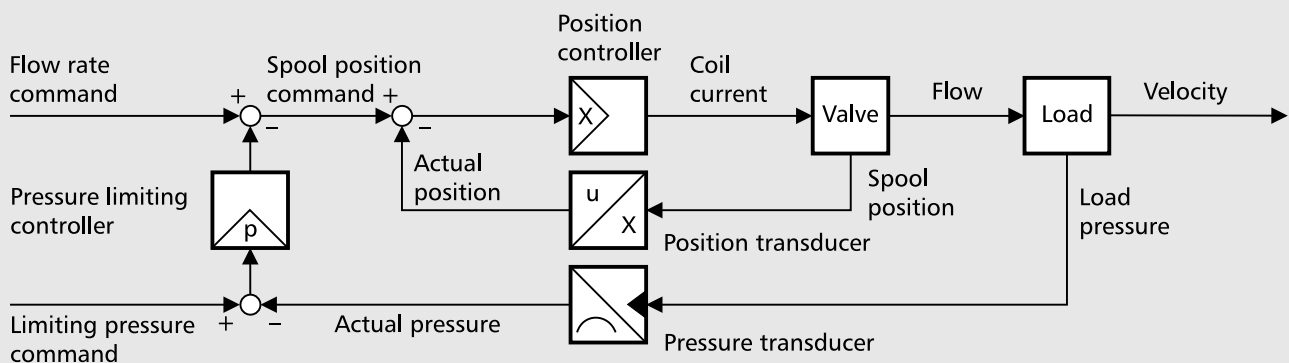 Position
controller
Flow rate
command
Spool position
command
Coil
current
Flow
Velocity
+
−
+
−
X
Valve
Load
Actual
position
Pressure limiting
controller
u
X
Spool
position
Load
pressure
p
Position transducer
Limiting pressure
command
+
−
Actual pressure
Pressure transducer